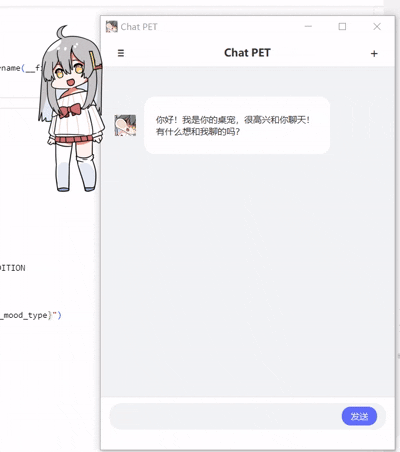 Chat PET
Chat PET
name(__f
你好！我是你的桌宠，很高兴和你聊天！
有什么想和我聊的吗？
DITION
_mood_type}")
发送